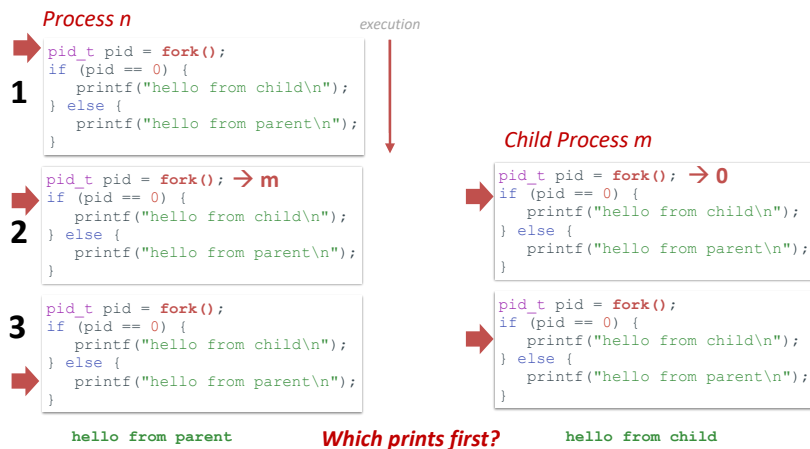 Process n
execution
1
pid_t pid = fork();
if (pid == 0) {
   printf("hello from child\n");
} else {
   printf("hello from parent\n");
}
Child Process m
2
pid_t pid = fork(); → m
if (pid == 0) {
   printf("hello from child\n");
} else {
   printf("hello from parent\n");
}
pid_t pid = fork(); → 0
if (pid == 0) {
   printf("hello from child\n");
} else {
   printf("hello from parent\n");
}
3
pid_t pid = fork();
if (pid == 0) {
   printf("hello from child\n");
} else {
   printf("hello from parent\n");
}
pid_t pid = fork();
if (pid == 0) {
   printf("hello from child\n");
} else {
   printf("hello from parent\n");
}
hello from parent
Which prints first?
hello from child